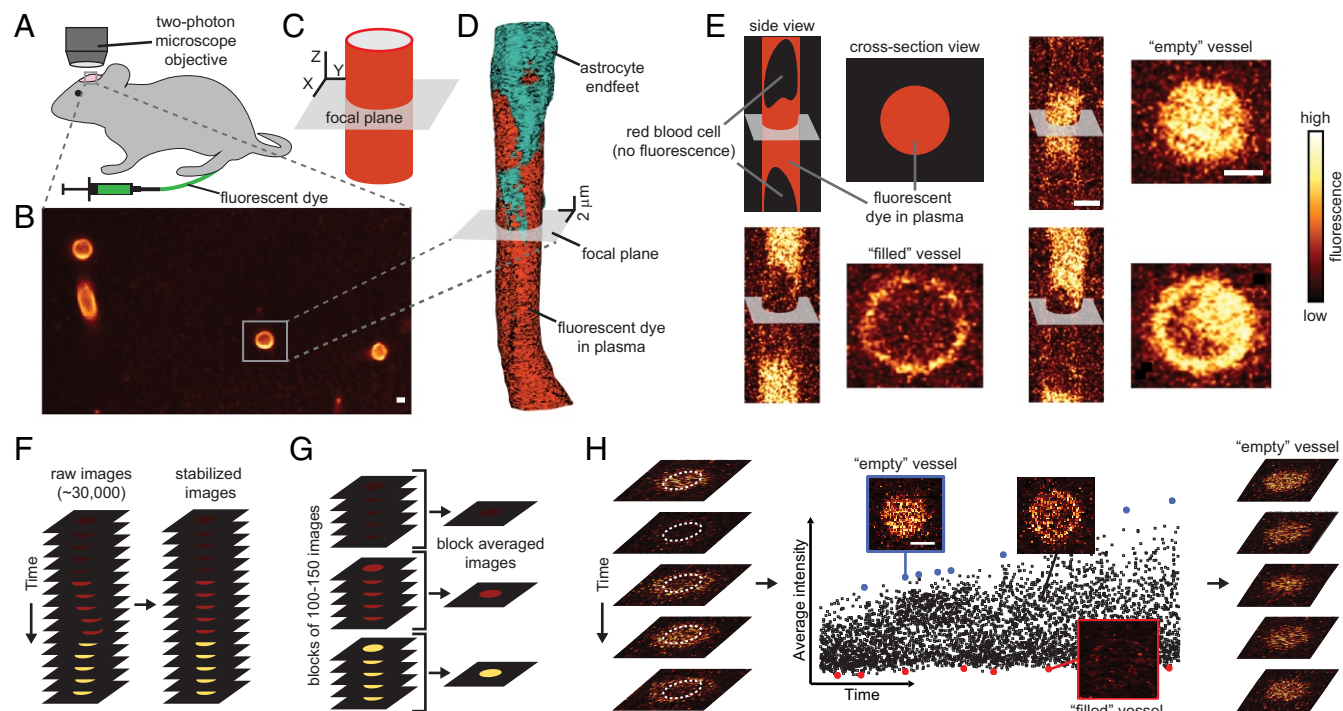 A
two-photon
microscope
objective
fluorescent dye
B
C
Z
Y
X
focal plane
D
astrocyte
endfeet
2 μm
focal plane
fluorescent dye
in plasma
E
side view
cross-section view
"empty" vessel
red blood cell
(no fluorescence)
fluorescent
dye in plasma
"filled" vessel
high
fluorescence
low
F
raw images
(~30,000)
stabilized
images
Time
G
blocks of 100-150 images
block averaged
images
H
Time
"empty" vessel
Average intensity
Time
"filled" vessel
"empty" vessel